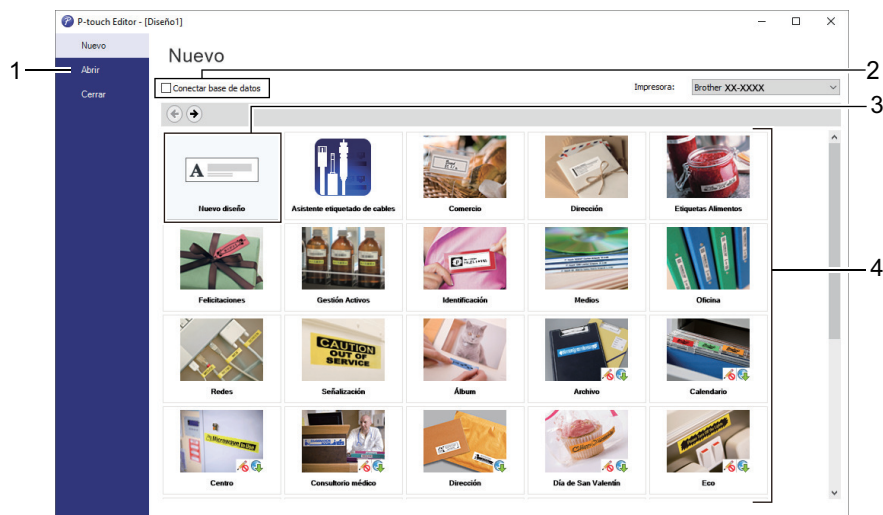 P-touch Editor - [Diseño1]
Nuevo
Abrir
Cerrar
Nuevo
Conectar base de datos
Impresora: Brother XX-XXXX
1
2
3
4
A
Nuevo diseño
Asistente etiquetado de cables
Comercio
Dirección
Etiquetas Alimentos
Felicitaciones
Gestión Activos
Identificación
Medios
Oficina
CAUTION
OUT OF
SERVICE
Redes
Señalización
Álbum
Archivo
Calendario
Centro
Consultorio médico
Dirección
Día de San Valentín
Eco